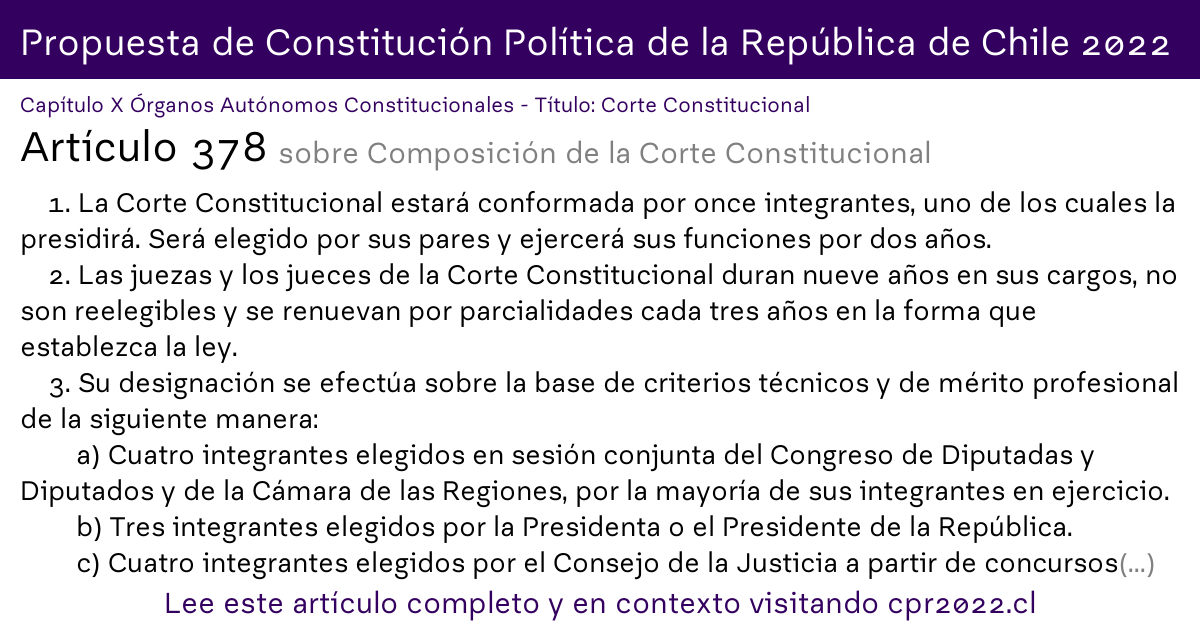 Propuesta de Constitución Política de la República de Chile 2022
Capítulo X Órganos Autónomos Constitucionales - Título: Corte Constitucional
Artículo 378 sobre Composición de la Corte Constitucional
1. La Corte Constitucional estará conformada por once integrantes, uno de los cuales la
presidirá. Será elegido por sus pares y ejercerá sus funciones por dos años.
2. Las juezas y los jueces de la Corte Constitucional duran nueve años en sus cargos, no
son reelegibles y se renuevan por parcialidades cada tres años en la forma que
establezca la ley.
3. Su designación se efectúa sobre la base de criterios técnicos y de mérito profesional
de la siguiente manera:
a) Cuatro integrantes elegidos en sesión conjunta del Congreso de Diputadas y
Diputados y de la Cámara de las Regiones, por la mayoría de sus integrantes en ejercicio.
b) Tres integrantes elegidos por la Presidenta o el Presidente de la República.
c) Cuatro integrantes elegidos por el Consejo de la Justicia a partir de concursos(...)
Lee este artículo completo y en contexto visitando cpr2022.cl